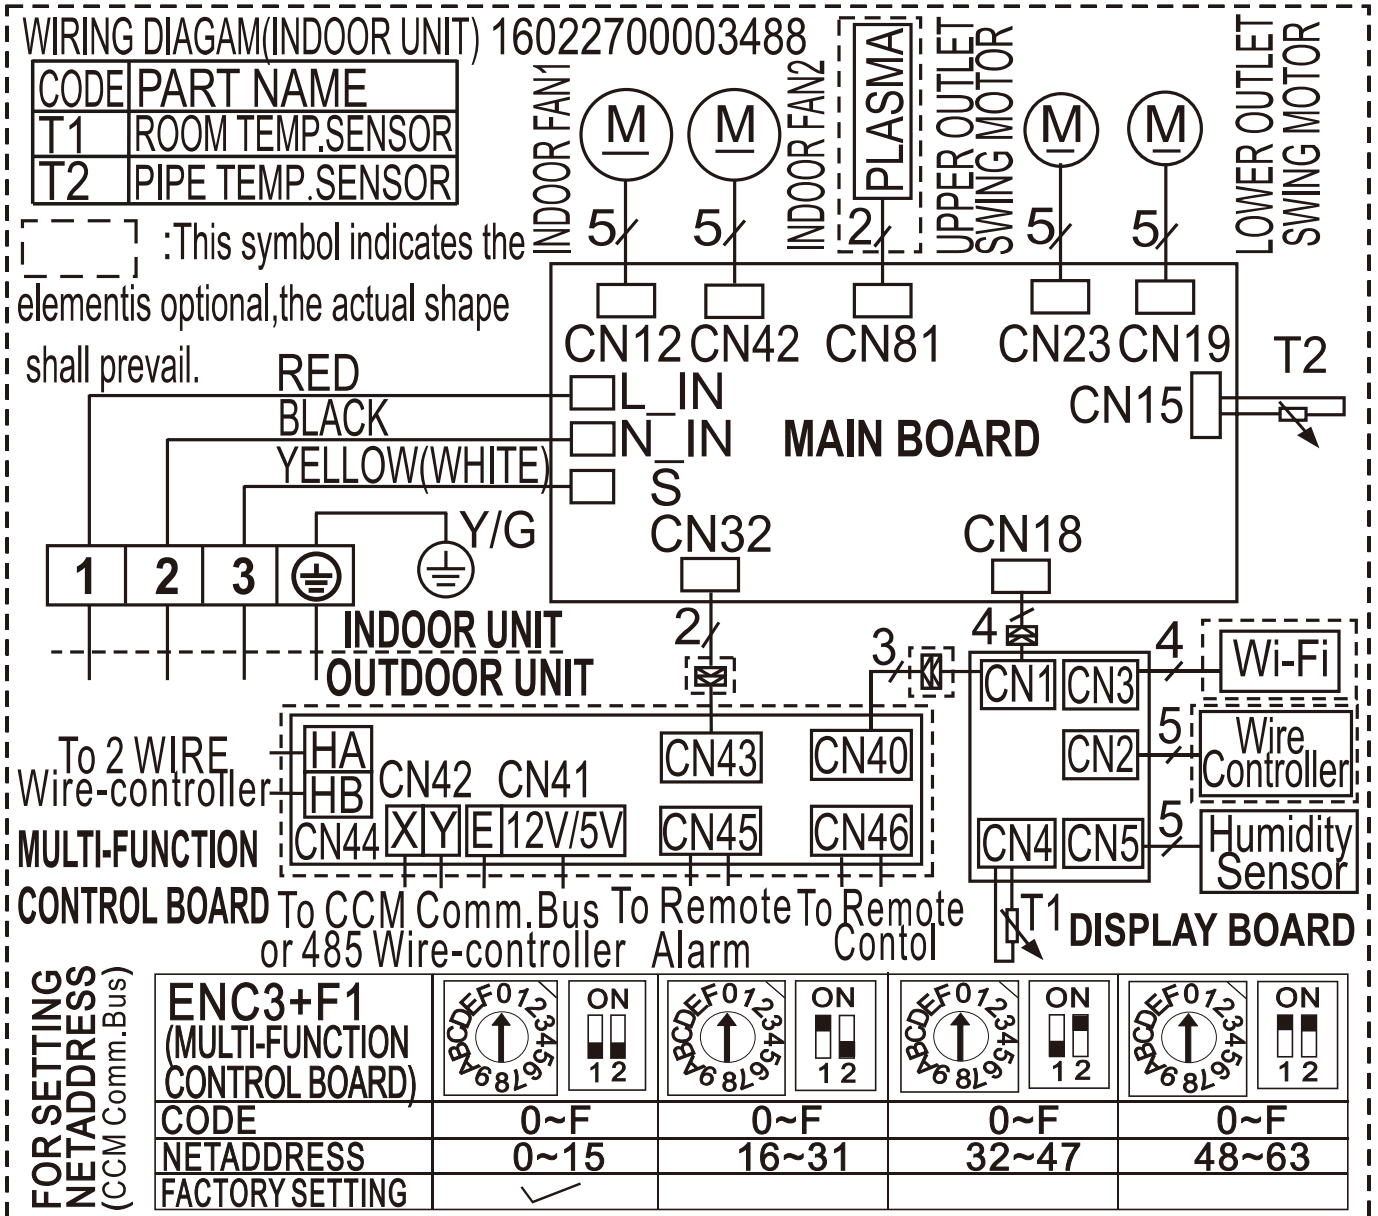 WIRING DIAGAM(INDOOR UNIT) 16022700003488
CODE PART NAME
T1 ROOM TEMP.SENSOR
T2 PIPE TEMP.SENSOR
:This symbol indicates the
elementis optional,the actual shape
shall prevail.
INDOOR FAN1
M
M
INDOOR FAN2
PLASMA
UPPER OUTLET
SWING MOTOR
M
M
LOWER OUTLET
SWING MOTOR
5
5
2
5
5
CN12
CN42
CN81
CN23
CN19
RED
L_IN
BLACK
N_IN
YELLOW(WHITE)
S
MAIN BOARD
CN15
T2
Y/G
CN32
CN18
1 2 3
INDOOR UNIT
OUTDOOR UNIT
2
3
4
4
Wi-Fi
CN1
CN3
5
Wire
Controller
CN2
5
Humidity
Sensor
CN4
CN5
T1
DISPLAY BOARD
To 2 WIRE
Wire-controller
HA
HB
CN44
CN42
X Y
CN41
E 12V/5V
CN43
CN40
CN45
CN46
MULTI-FUNCTION
CONTROL BOARD
To CCM Comm.Bus
or 485 Wire-controller
To Remote
Alarm
To Remote
Contol
FOR SETTING
NETADDRESS
(CCM Comm.Bus)
ENC3+F1
(MULTI-FUNCTION
CONTROL BOARD)
0123456789ABCDEF
ON
1 2
0123456789ABCDEF
ON
1 2
0123456789ABCDEF
ON
1 2
0123456789ABCDEF
ON
1 2
CODE 0~F 0~F 0~F 0~F
NETADDRESS 0~15 16~31 32~47 48~63
FACTORY SETTING